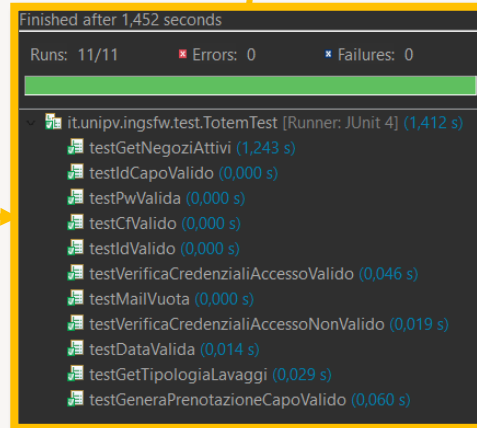 Finished after 1,452 seconds
Runs: 11/11 Errors: 0 Failures: 0
it.unipv.ingsfw.test.TotemTest [Runner: JUnit 4] (1,412 s)
testGetNegoziAttivi (1,243 s)
testIdCapoValido (0,000 s)
testPwValida (0,000 s)
testCfValido (0,000 s)
testIdValido (0,000 s)
testVerificaCredenzialiAccessoValido (0,046 s)
testMailVuota (0,000 s)
testVerificaCredenzialiAccessoNonValido (0,019 s)
testDataValida (0,014 s)
testGetTipologiaLavaggi (0,029 s)
testGeneraPrenotazioneCapoValido (0,060 s)